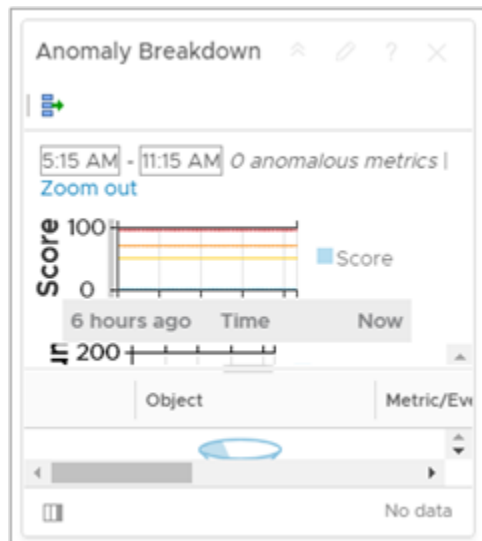 Anomaly Breakdown
5:15 AM - 11:15 AM 0 anomalous metrics |
Zoom out
Score
100
0
Score
6 hours ago Time Now
200
Object Metric/Eve
No data